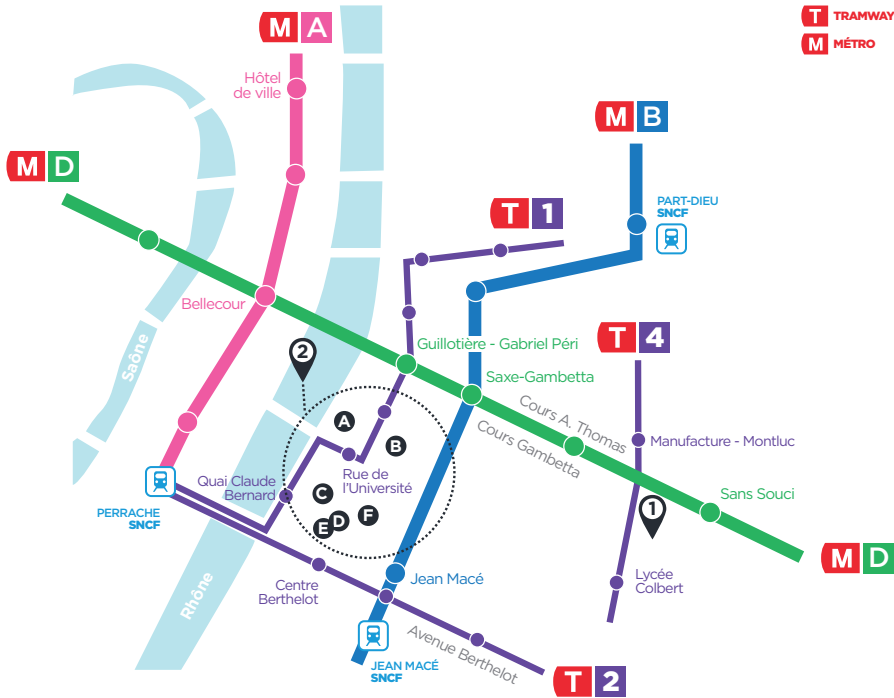 T TRAMWAY
M MÉTRO
M A
Hôtel
de ville
M B
M D
PART-DIEU
SNCF
T 1
Bellecour
Saône
Guillotière - Gabriel Péri
T 4
2
Saxe-Gambetta
Cours A. Thomas
Cours Gambetta
A
B
Manufacture - Montluc
Quai Claude
Bernard
Rue de
l'Université
Sans Souci
C
D
E
F
1
PERRACHE
SNCF
M D
Jean Macé
Lycée
Colbert
Centre
Berthelot
Rhône
Avenue Berthelot
JEAN MACÉ
SNCF
T 2